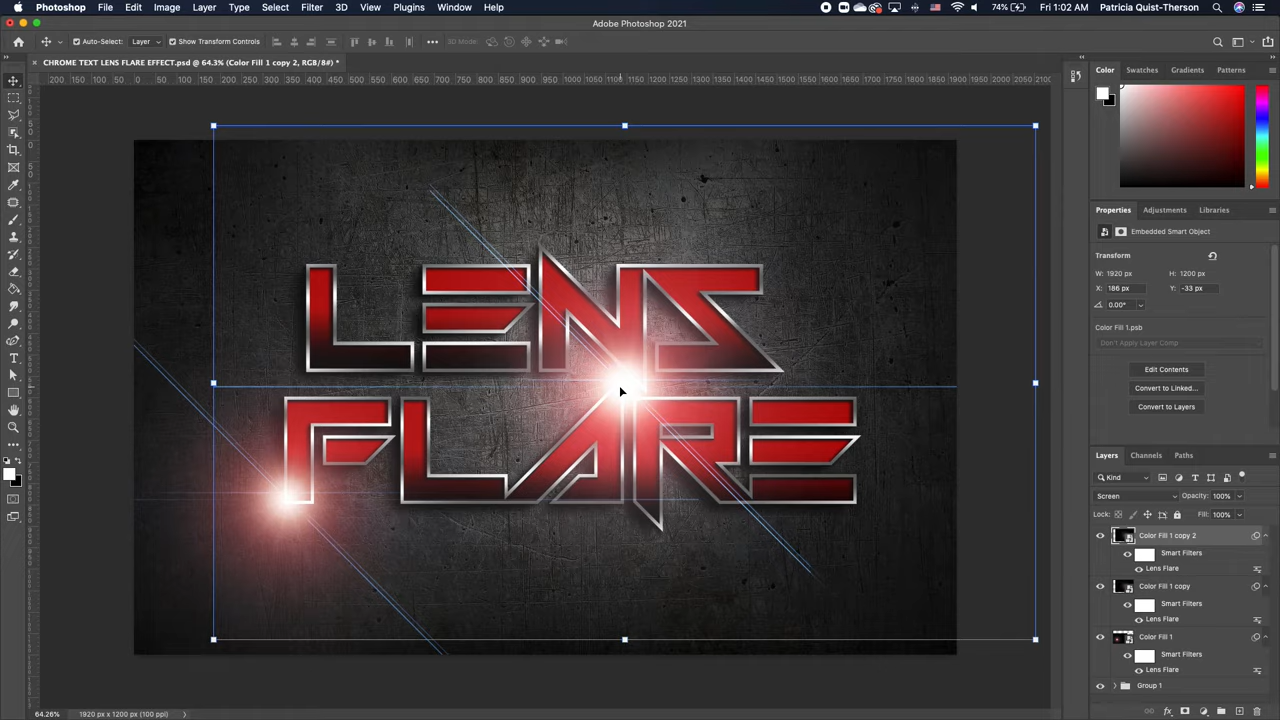 Photoshop File Edit Image Layer Type Select Filter 3D View Plugins Window Help 74% Fri 1:02 AM Patricia Quist-Therson
Adobe Photoshop 2021
Auto-Select: Layer Show Transform Controls 3D Mode:
CHROME TEXT LENS FLARE EFFECT.psd @ 64.3% (Color Fill 1 copy 2, RGB/8#) *
Color Swatches Gradients Patterns
Properties Adjustments Libraries
Embedded Smart Object
Transform
W: 1920 px H: 1200 px
X: 186 px Y: -33 px
0.00°
Color Fill 1.psb
Don't Apply Layer Comp
Edit Contents
Convert to Linked...
Convert to Layers
LENS
FLARE
Layers Channels Paths
Kind
Screen Opacity: 100%
Lock: Fill: 100%
Color Fill 1 copy 2
Smart Filters
Lens Flare
Color Fill 1 copy
Smart Filters
Lens Flare
Color Fill 1
Smart Filters
Lens Flare
Group 1
64.26% 1920 px x 1200 px (100 ppi)